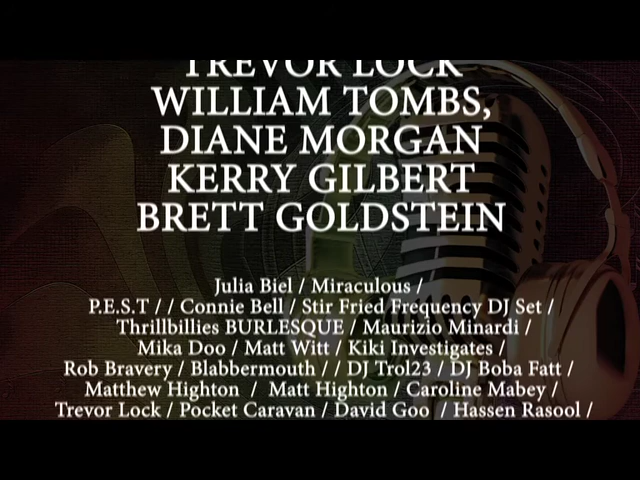 TREVOR LOCK
WILLIAM TOMBS,
DIANE MORGAN
KERRY GILBERT
BRETT GOLDSTEIN
Julia Biel / Miraculous /
P.E.S.T / / Connie Bell / Stir Fried Frequency DJ Set /
Thrillbillies BURLESQUE / Maurizio Minardi /
Mika Doo / Matt Witt / Kiki Investigates /
Rob Bravery / Blabbermouth / / DJ Trol23 / DJ Boba Fatt /
Matthew Highton / Matt Highton / Caroline Mabey /
Trevor Lock / Pocket Caravan / David Goo / Hassen Rasool /